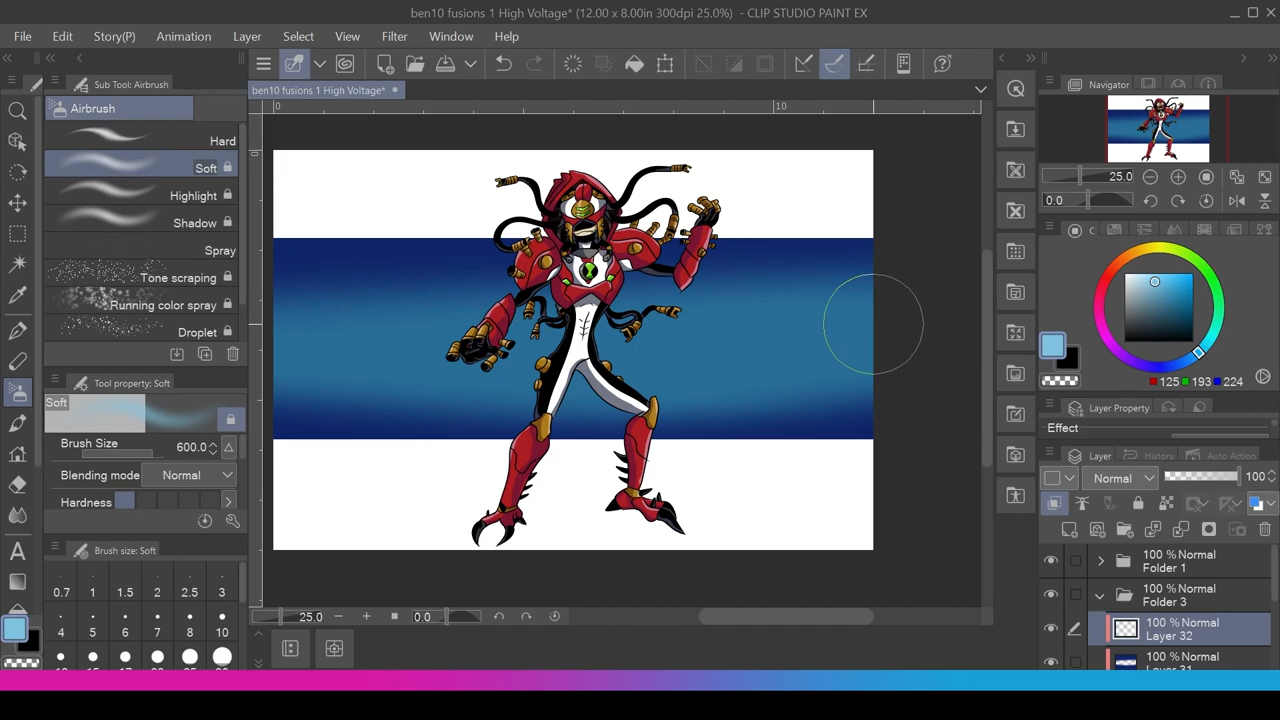 ben10 fusions 1 High Voltage* (12.00 x 8.00in 300dpi 25.0%) - CLIP STUDIO PAINT EX
File Edit Story(P) Animation Layer Select View Filter Window Help
Sub Tool: Airbrush
Airbrush
Hard
Soft
Highlight
Shadow
Spray
Tone scraping
Running color spray
Droplet
Tool property: Soft
Soft
Brush Size 600.0
Blending mode Normal
Hardness
Brush size: Soft
0.7 1 1.5 2 2.5 3
4 5 6 7 8 10
ben10 fusions 1 High Voltage*
0 10
0
25.0 0.0
Navigator
25.0
0.0
125 193 224
Layer Property
Effect
Layer History Auto Action
Normal 100
100 % Normal
Folder 1
100 % Normal
Folder 3
100 % Normal
Layer 32
100 % Normal
Layer 31